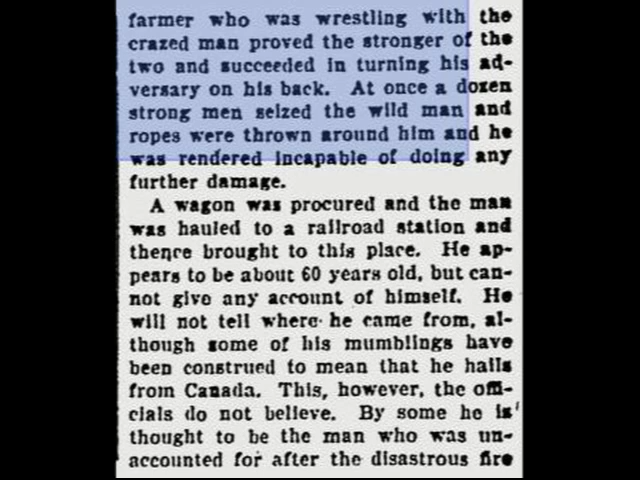 farmer who was wrestling with the
crazed man proved the stronger of the
two and succeeded in turning his ad-
versary on his back. At once a dozen
strong men seized the wild man and
ropes were thrown around him and he
was rendered incapable of doing any
further damage.
A wagon was procured and the man
was hauled to a railroad station and
thence brought to this place. He ap-
pears to be about 60 years old, but can-
not give any account of himself. He
will not tell where he came from, al-
though some of his mumblings have
been construed to mean that he hails
from Canada. This, however, the offi-
cials do not believe. By some he is
thought to be the man who was un-
accounted for after the disastrous fire